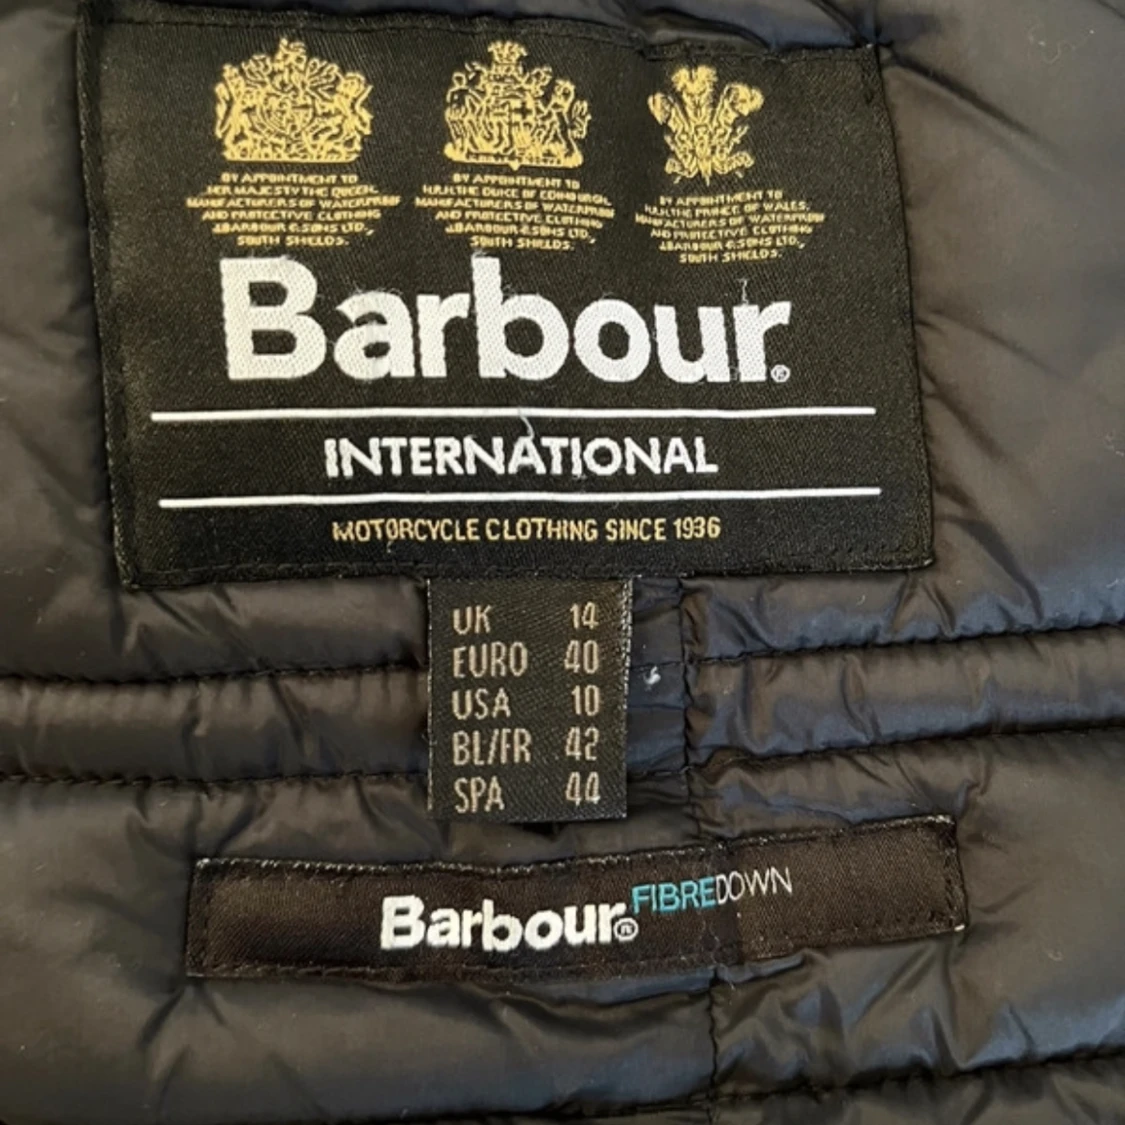 BY APPOINTMENT TO
HER MAJESTY THE QUEEN.
MANUFACTURERS OF WATERPROOF
AND PROTECTIVE CLOTHING
J.BARBOUR & SONS LTD.,
SOUTH SHIELDS.
BY APPOINTMENT TO
H.R.H. THE DUKE OF EDINBURGH,
MANUFACTURERS OF WATERPROOF
AND PROTECTIVE CLOTHING
J.BARBOUR & SONS LTD.,
SOUTH SHIELDS.
BY APPOINTMENT TO
H.R.H. THE PRINCE OF WALES,
MANUFACTURERS OF WATERPROOF
AND PROTECTIVE CLOTHING
J.BARBOUR & SONS LTD.,
SOUTH SHIELDS.
Barbour®
INTERNATIONAL
MOTORCYCLE CLOTHING SINCE 1936
UK 14
EURO 40
USA 10
BL/FR 42
SPA 44
Barbour® FIBREDOWN